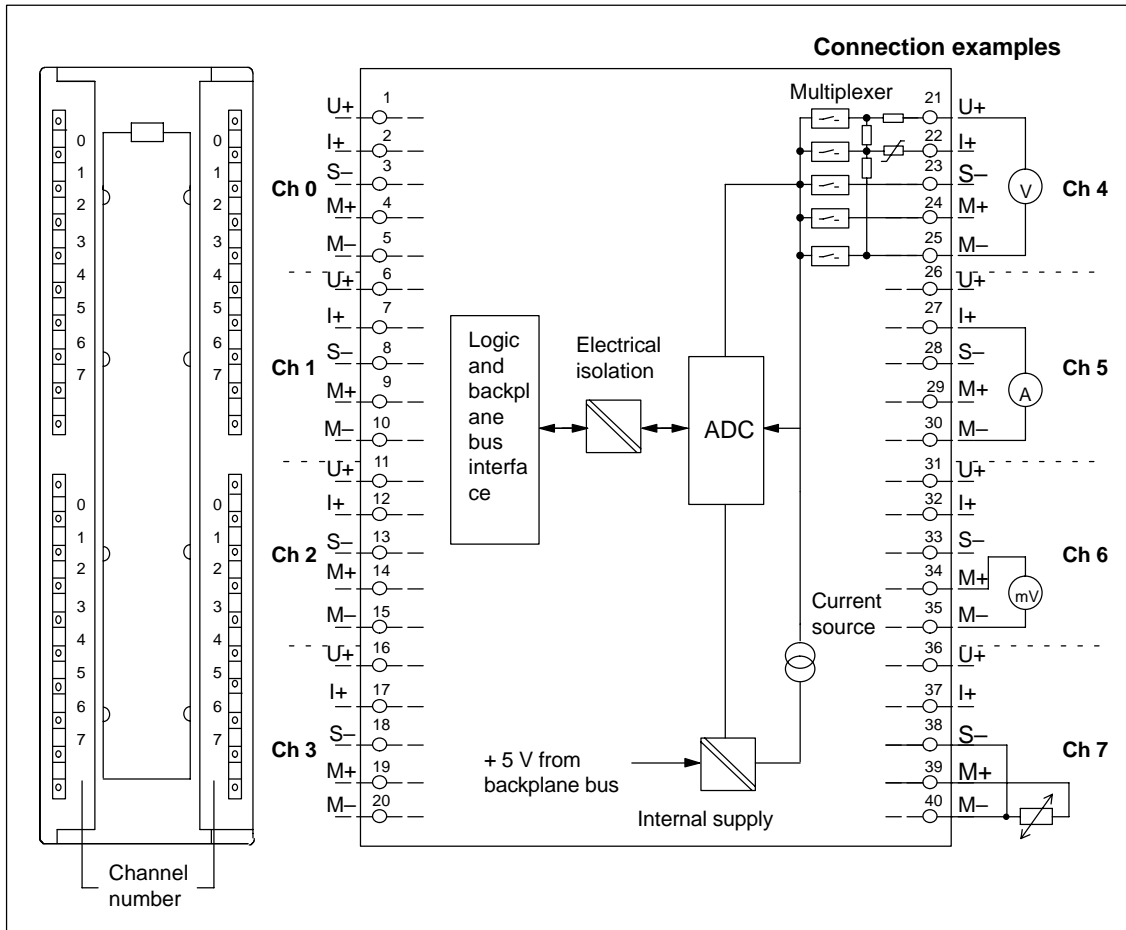 Connection examples
0
1
2
3
4
5
6
7
0
1
2
3
4
5
6
7
0
1
2
3
4
5
6
7
0
1
2
3
4
5
6
7
Channel
number
Ch 0
U+ 1
I+ 2
S– 3
M+ 4
M– 5
Ch 1
U+ 6
I+ 7
S– 8
M+ 9
M– 10
Ch 2
U+ 11
I+ 12
S– 13
M+ 14
M– 15
Ch 3
U+ 16
I+ 17
S– 18
M+ 19
M– 20
Logic
and
backpl
ane
bus
interfa
ce
Electrical
isolation
ADC
Multiplexer
Current
source
+ 5 V from
backplane bus
Internal supply
21 U+
22 I+
23 S–
24 M+
25 M–
V
Ch 4
26 U+
27 I+
28 S–
29 M+
30 M–
A
Ch 5
31 U+
32 I+
33 S–
34 M+
35 M–
mV
Ch 6
36 U+
37 I+
38 S–
39 M+
40 M–
Ch 7